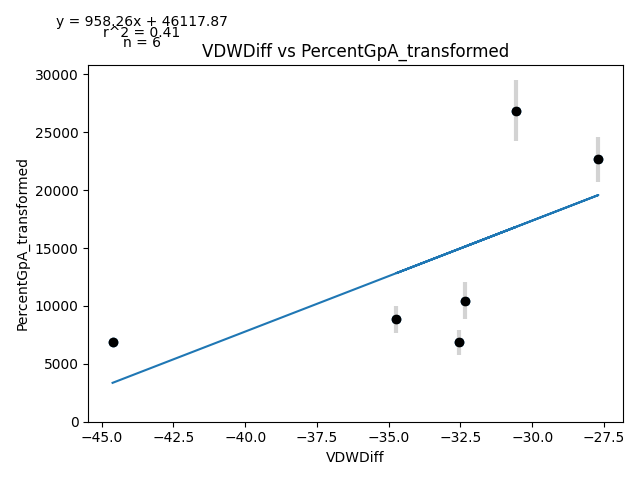 y = 958.26x + 46117.87
r^2 = 0.41
n = 6
VDWDiff vs PercentGpA_transformed
PercentGpA_transformed
30000
25000
20000
15000
10000
5000
0
−45.0 −42.5 −40.0 −37.5 −35.0 −32.5 −30.0 −27.5
VDWDiff